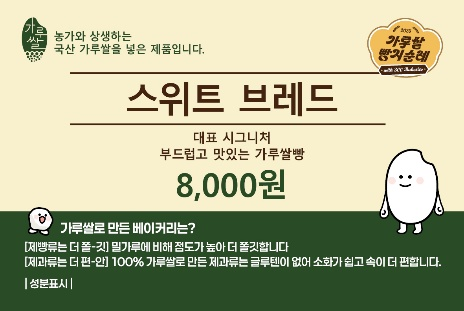 가루쌀
농가와 상생하는
국산 가루쌀을 넣은 제품입니다.
2023
가루쌀
빵지순례
스위트 브레드
대표 시그니처
부드럽고 맛있는 가루쌀빵
8,000원
가루쌀로 만든 베이커리는?
[제빵류는 더 쫄-깃] 밀가루에 비해 점도가 높아 더 쫄깃합니다
[제과류는 더 편-안] 100% 가루쌀로 만든 제과류는 글루텐이 없어 소화가 쉽고 속이 더 편합니다.
| 성분표시 |